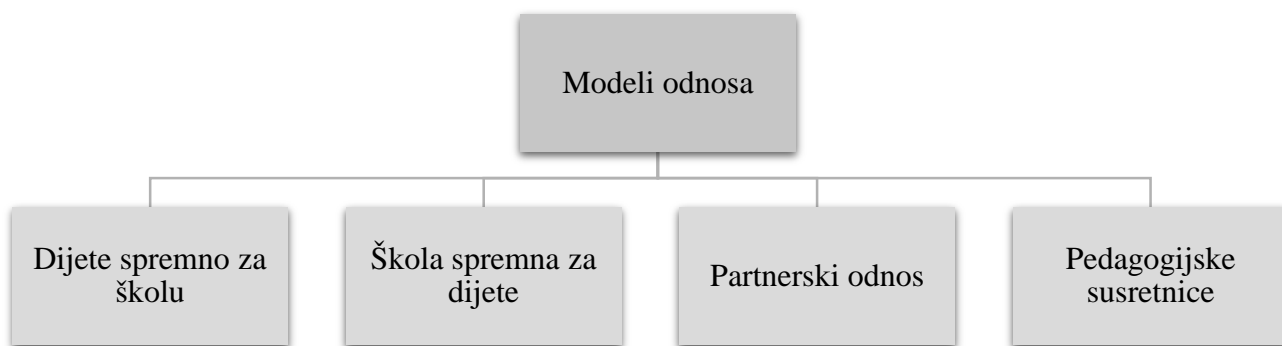 Modeli odnosa
Dijete spremno za
školu
Škola spremna za
dijete
Partnerski odnos
Pedagogijske
susretnice